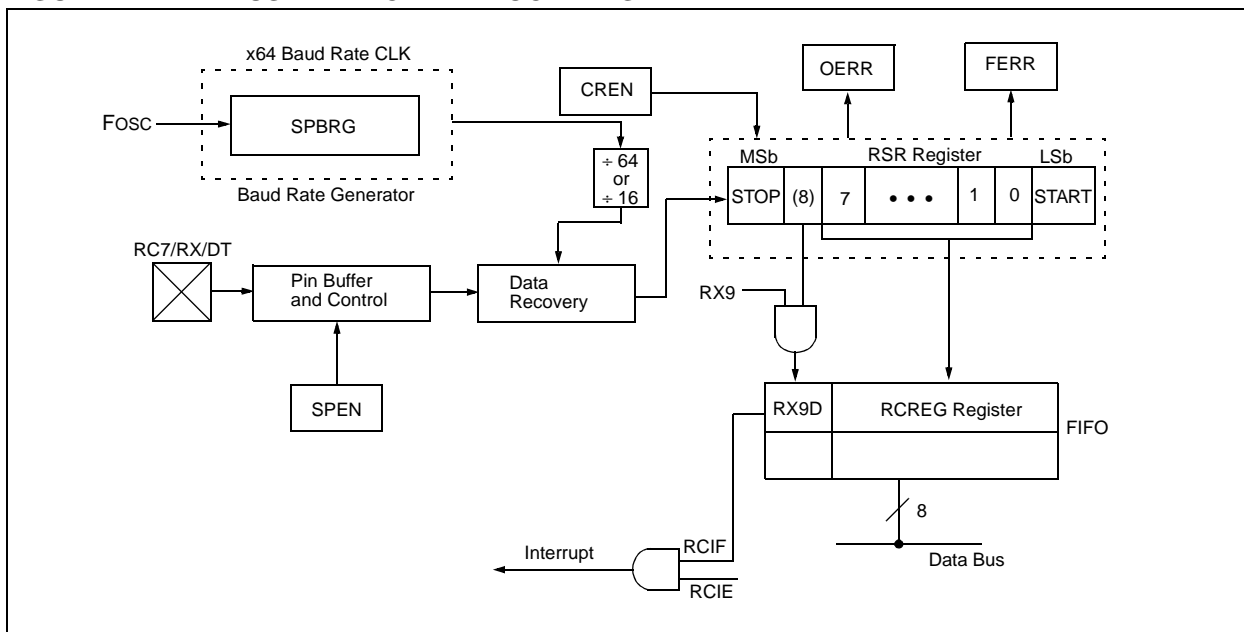 x64 Baud Rate CLK
OERR
FERR
CREN
FOSC
SPBRG
Baud Rate Generator
÷ 64
or
÷ 16
MSb
RSR Register
LSb
STOP
(8)
7
• • •
1
0
START
RC7/RX/DT
Pin Buffer
and Control
Data
Recovery
RX9
SPEN
RX9D
RCREG Register
FIFO
8
Data Bus
Interrupt
RCIF
RCIE